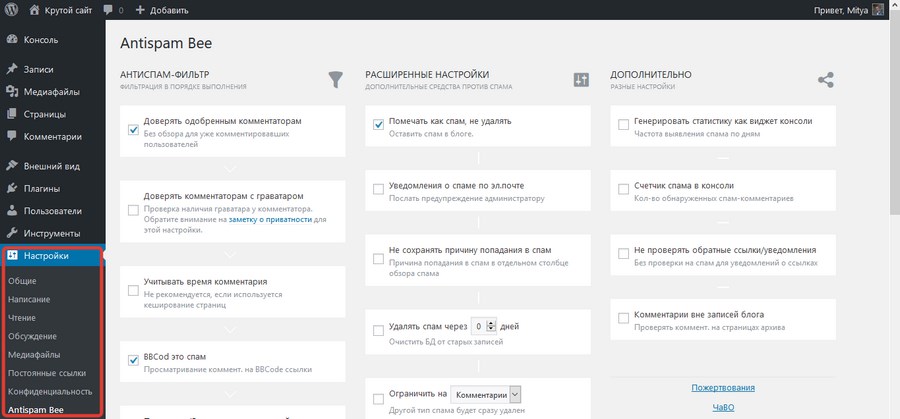 Крутой сайт
0
Добавить
Привет, Mitya
Консоль
Записи
Медиафайлы
Страницы
Комментарии
Внешний вид
Плагины
Пользователи
Инструменты
Настройки
Общие
Написание
Чтение
Обсуждение
Медиафайлы
Постоянные ссылки
Конфиденциальность
Antispam Bee
Antispam Bee
АНТИСПАМ-ФИЛЬТР
ФИЛЬТРАЦИЯ В ПОРЯДКЕ ВЫПОЛНЕНИЯ
Доверять одобренным комментаторам
Без обзора для уже комментировавших
пользователей
Доверять комментаторам с граватаром
Проверка наличия граватара у комментатора.
Обратите внимание на заметку о приватности для
этой настройки.
Учитывать время комментария
Не рекомендуется, если используется
кеширование страниц
BBCod это спам
Просматривание коммент. на BBCode ссылки
РАСШИРЕННЫЕ НАСТРОЙКИ
ДОПОЛНИТЕЛЬНЫЕ СРЕДСТВА ПРОТИВ СПАМА
Помечать как спам, не удалять
Оставить спам в блоге.
Уведомления о спаме по эл.почте
Послать предупреждение администратору
Не сохранять причину попадания в спам
Причина попадания в спам в отдельном столбце
обзора спама
Удалять спам через 0 дней
Очистить БД от старых записей
Ограничить на Комментарии
Другой тип спама будет сразу удален
ДОПОЛНИТЕЛЬНО
РАЗНЫЕ НАСТРОЙКИ
Генерировать статистику как виджет консоли
Частота выявления спама по дням
Счетчик спама в консоли
Кол-во обнаруженных спам-комментариев
Не проверять обратные ссылки/уведомления
Без проверки на спам для уведомлений о ссылках
Комментарии вне записей блога
Проверять коммент. на страницах архива
Пожертвования
ЧаВО